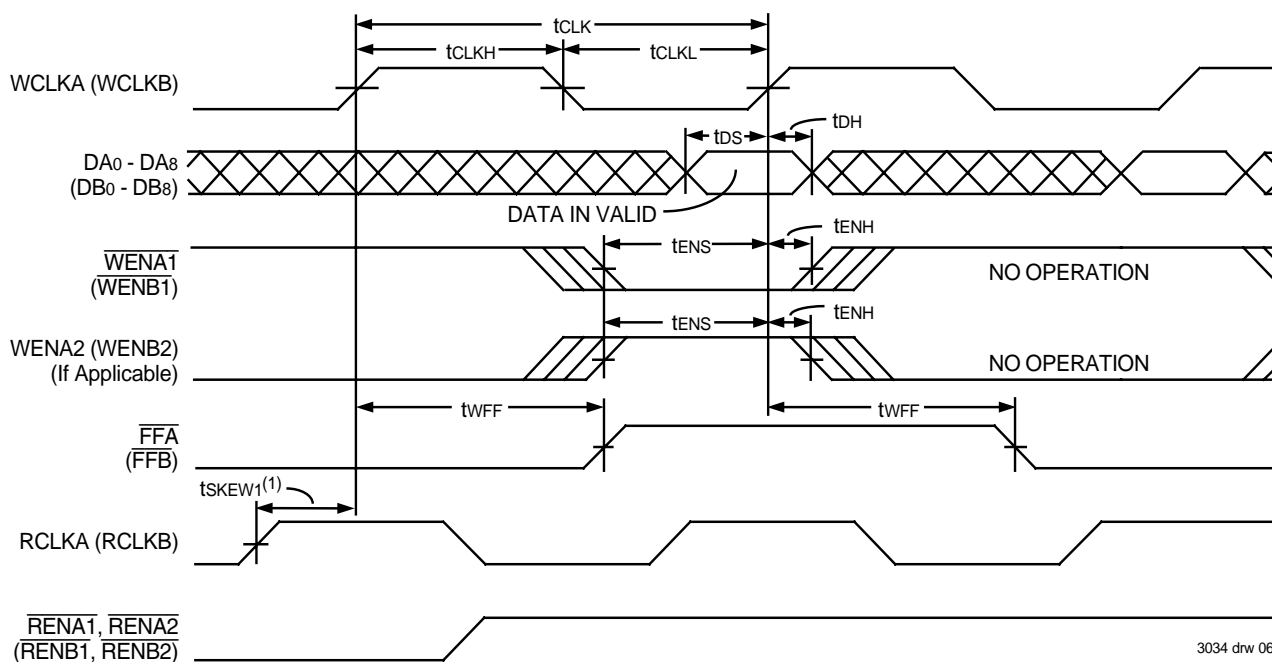 tCLK
tCLKH
tCLKL
WCLKA (WCLKB)
tDH
tDS
DA0 - DA8
(DB0 - DB8)
DATA IN VALID
tENH
tENS
WENA1
(WENB1)
NO OPERATION
tENH
tENS
WENA2 (WENB2)
(If Applicable)
NO OPERATION
tWFF
tWFF
FFA
(FFB)
tSKEW1(1)
RCLKA (RCLKB)
RENA1, RENA2
(RENB1, RENB2)
3034 drw 06